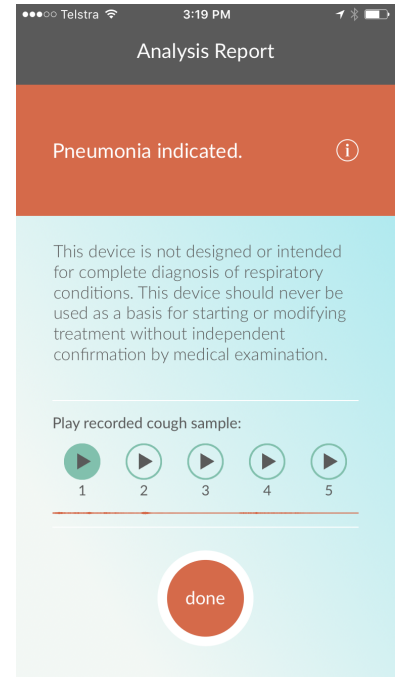 Telstra 3:19 PM
Analysis Report
Pneumonia indicated. i
This device is not designed or intended
for complete diagnosis of respiratory
conditions. This device should never be
used as a basis for starting or modifying
treatment without independent
confirmation by medical examination.
Play recorded cough sample:
1 2 3 4 5
done